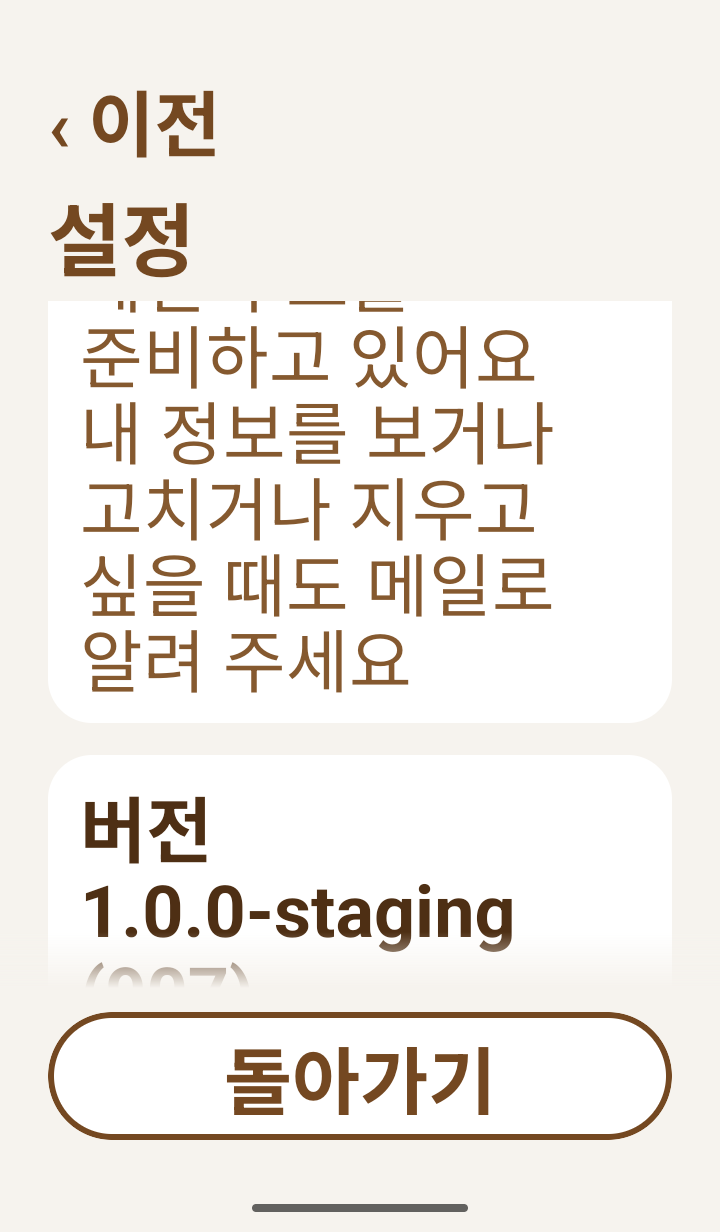 ‹ 이전
설정
준비하고 있어요
내 정보를 보거나
고치거나 지우고
싶을 때도 메일로
알려 주세요
버전
1.0.0-staging
돌아가기